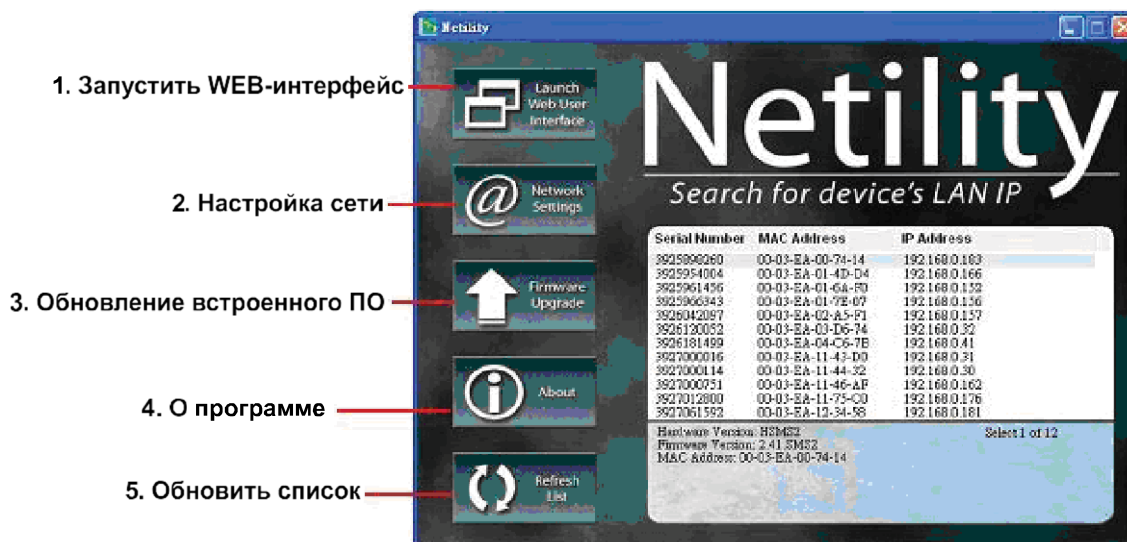 Netility
1. Запустить WEB-интерфейс
2. Настройка сети
3. Обновление встроенного ПО
4. О программе
5. Обновить список
Launch
Web User
Interface
Network
Settings
Firmware
Upgrade
About
Refresh
List
Netility
Search for device's LAN IP
Serial Number MAC Address IP Address
3925898260 00-03-EA-00-74-14 192.168.0.183
3925954004 00-03-EA-01-4D-D4 192.168.0.166
3925961456 00-03-EA-01-6A-F0 192.168.0.152
3925966343 00-03-EA-01-7E-07 192.168.0.156
3926042097 00-03-EA-02-A5-F1 192.168.0.157
3926120052 00-03-EA-03-D6-74 192.168.0.32
3926181499 00-03-EA-04-C6-7B 192.168.0.41
3927000016 00-03-EA-11-43-D0 192.168.0.31
3927000114 00-03-EA-11-44-32 192.168.0.30
3927000751 00-03-EA-11-46-AF 192.168.0.162
3927012800 00-03-EA-11-75-C0 192.168.0.176
3927061592 00-03-EA-12-34-58 192.168.0.181
Hardware Version: HSMS2 Select 1 of 12
Firmware Version: 2.41.SMS2
MAC Address: 00-03-EA-00-74-14